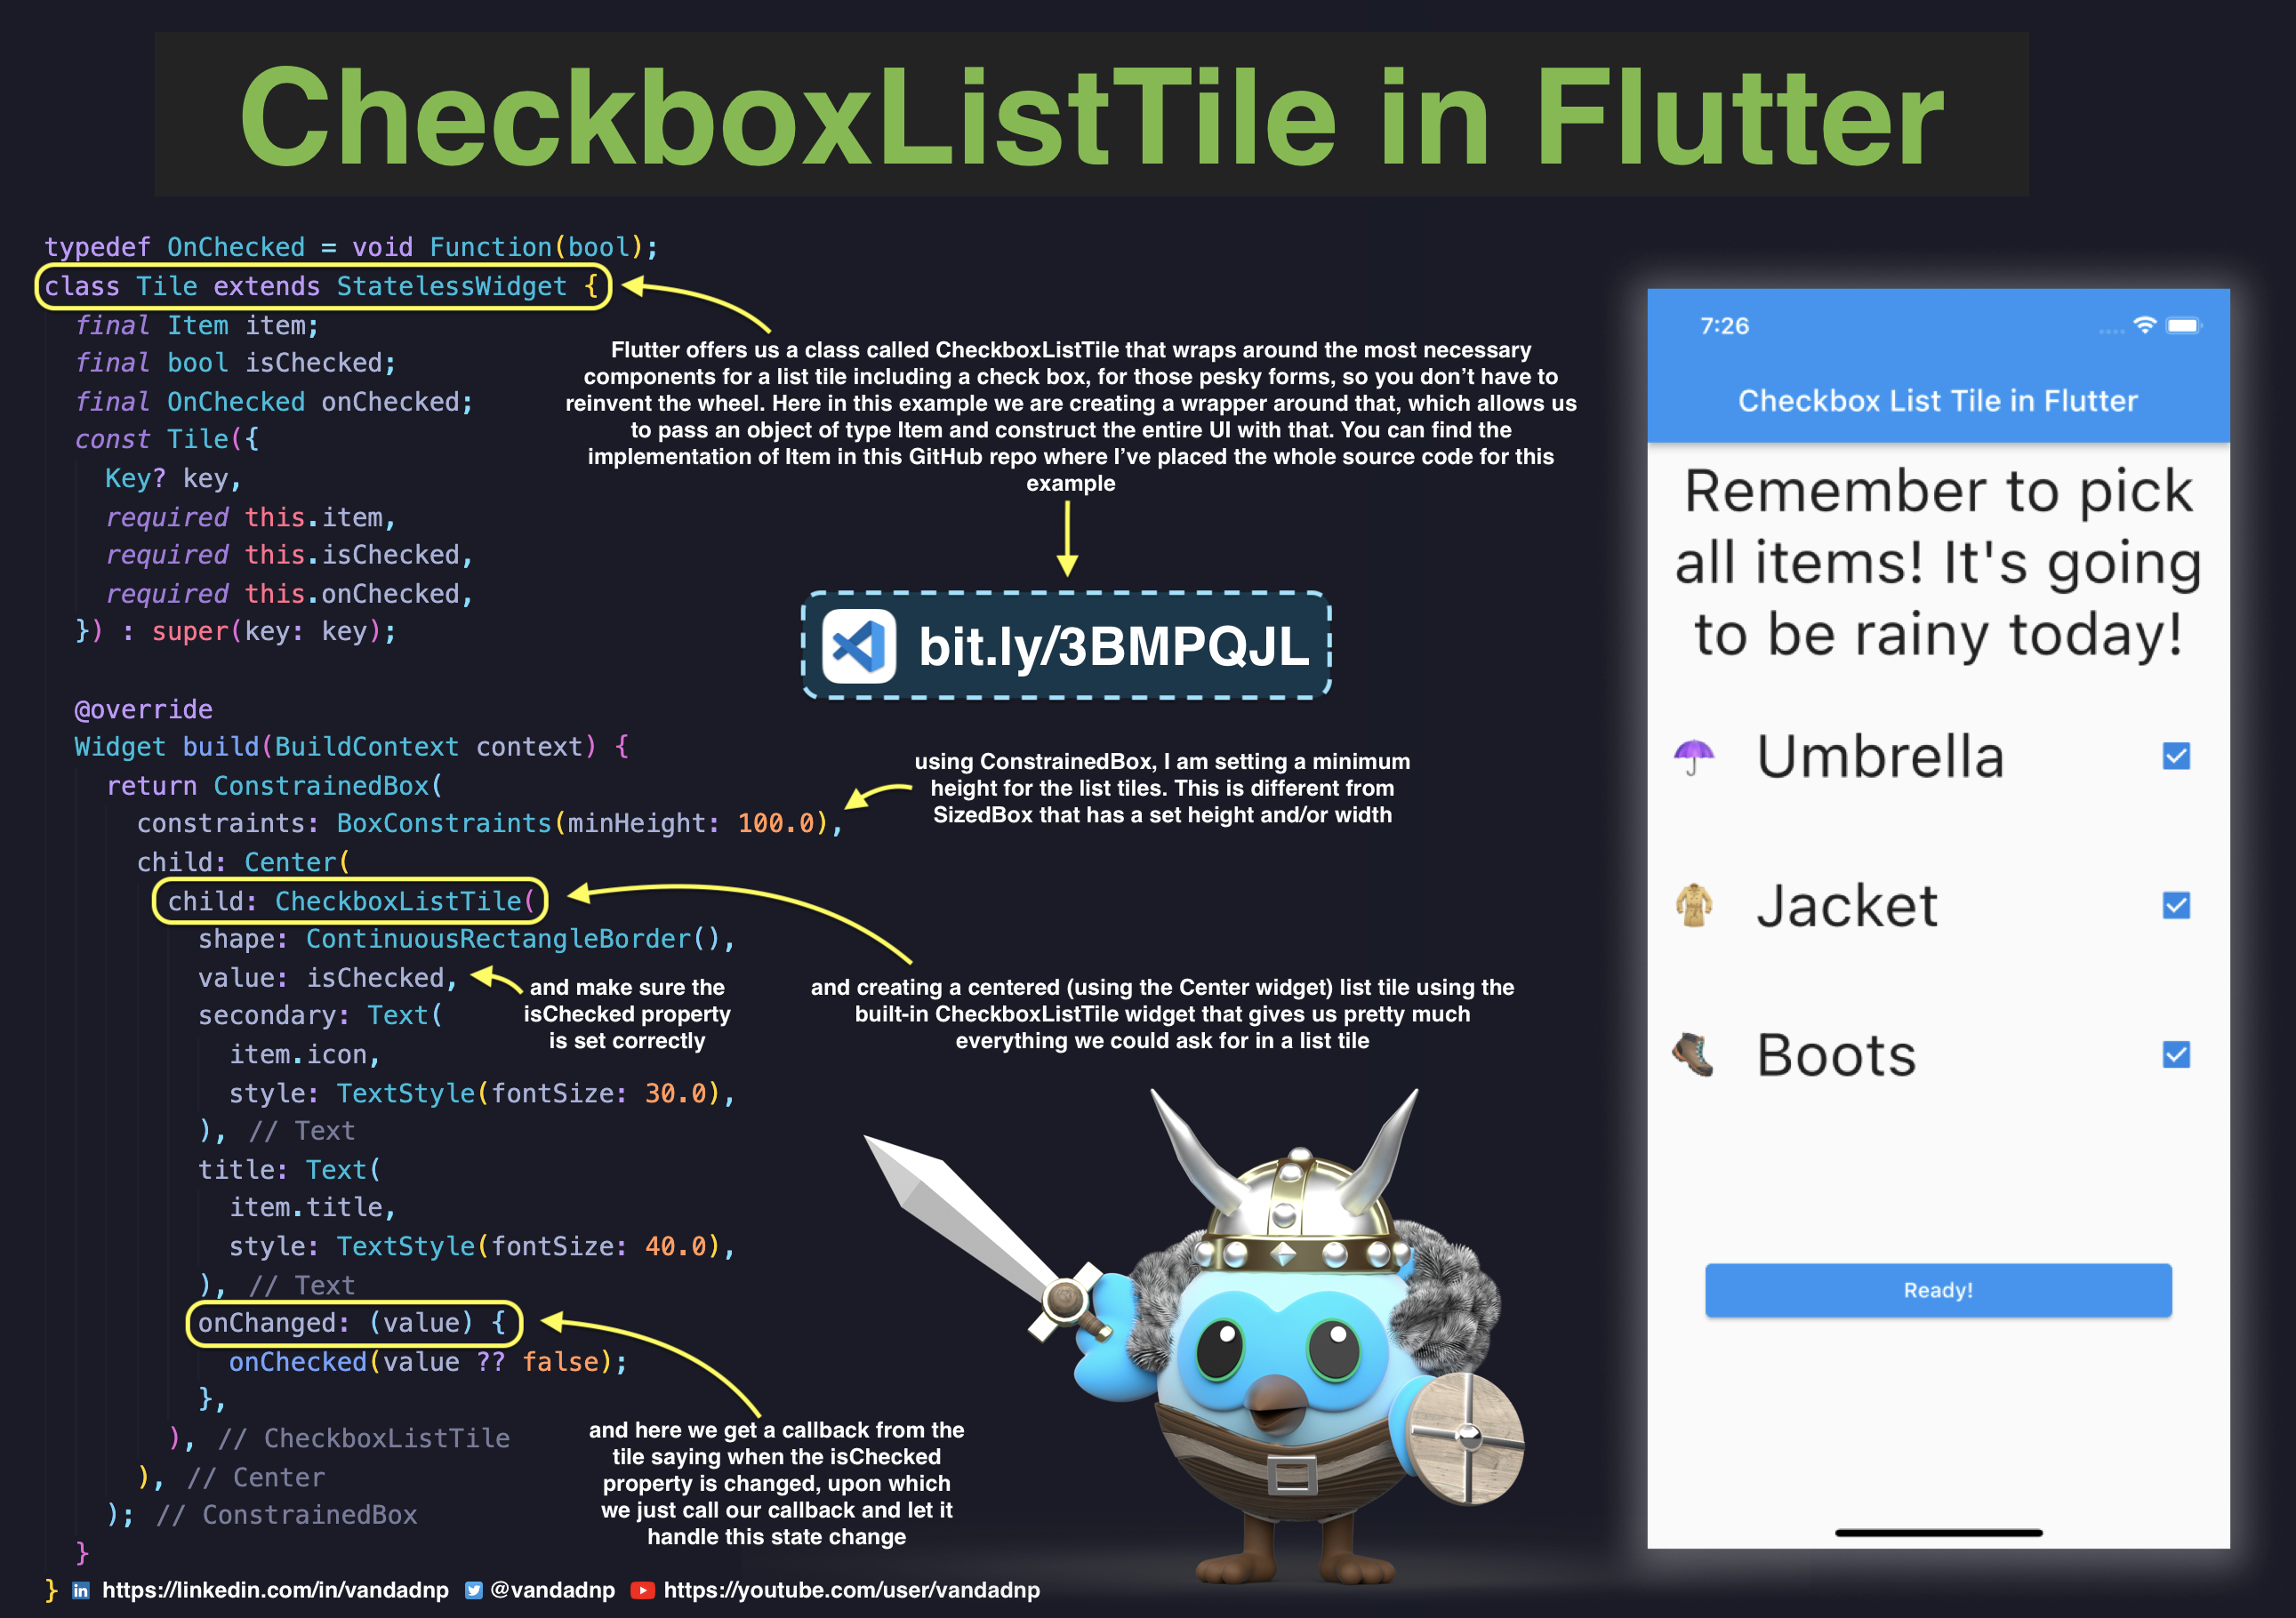 CheckboxListTile in Flutter
typedef OnChecked = void Function(bool);
class Tile extends StatelessWidget {
final Item item;
final bool isChecked;
final OnChecked onChecked;
const Tile({
Key? key,
required this.item,
required this.isChecked,
required this.onChecked,
}) : super(key: key);
@override
Widget build(BuildContext context) {
return ConstrainedBox(
constraints: BoxConstraints(minHeight: 100.0),
child: Center(
child: CheckboxListTile(
shape: ContinuousRectangleBorder(),
value: isChecked,
secondary: Text(
item.icon,
style: TextStyle(fontSize: 30.0),
), // Text
title: Text(
item.title,
style: TextStyle(fontSize: 40.0),
), // Text
onChanged: (value) {
onChecked(value ?? false);
},
), // CheckboxListTile
), // Center
); // ConstrainedBox
}
}
Flutter offers us a class called CheckboxListTile that wraps around the most necessary
components for a list tile including a check box, for those pesky forms, so you don’t have to
reinvent the wheel. Here in this example we are creating a wrapper around that, which allows us
to pass an object of type Item and construct the entire UI with that. You can find the
implementation of Item in this GitHub repo where I’ve placed the whole source code for this
example
bit.ly/3BMPQJL
using ConstrainedBox, I am setting a minimum
height for the list tiles. This is different from
SizedBox that has a set height and/or width
and make sure the
isChecked property
is set correctly
and creating a centered (using the Center widget) list tile using the
built-in CheckboxListTile widget that gives us pretty much
everything we could ask for in a list tile
and here we get a callback from the
tile saying when the isChecked
property is changed, upon which
we just call our callback and let it
handle this state change
7:26
Checkbox List Tile in Flutter
Remember to pick
all items! It's going
to be rainy today!
Umbrella
Jacket
Boots
Ready!
https://linkedin.com/in/vandadnp @vandadnp https://youtube.com/user/vandadnp